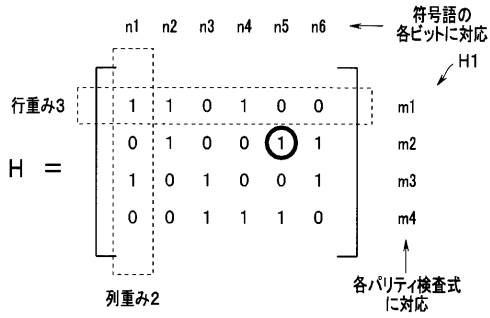 n1 n2 n3 n4 n5 n6
符号語の
各ビットに対応
H1
行重み3
1 1 0 1 0 0 m1
0 1 0 0 1 1 m2
H =
1 0 1 0 0 1 m3
0 0 1 1 1 0 m4
列重み2
各パリティ検査式
に対応